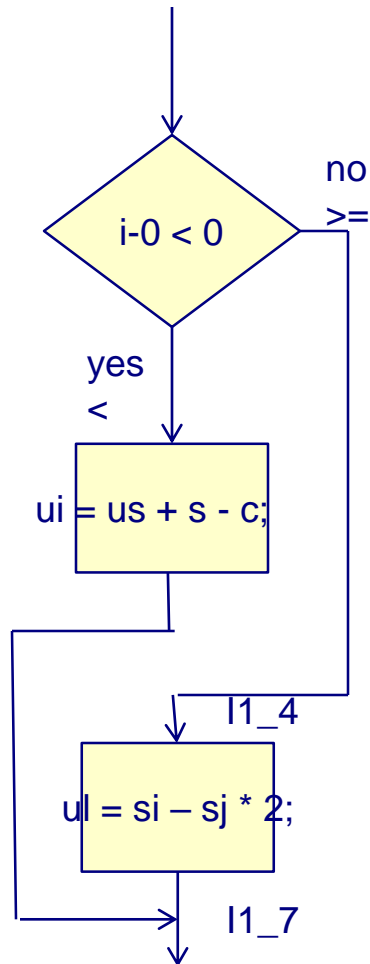 no
>=
i-0 < 0
yes
<
ui = us + s - c;
l1_4
ul = si – sj * 2;
l1_7